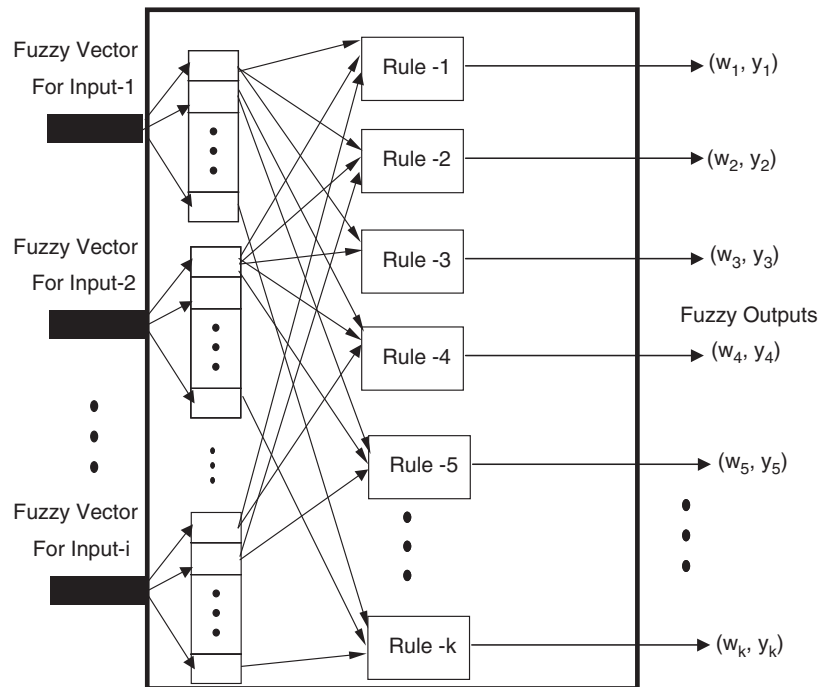 Fuzzy Vector
For Input-1
Rule -1
(w1, y1)
Rule -2
(w2, y2)
Fuzzy Vector
For Input-2
Rule -3
(w3, y3)
Fuzzy Outputs
Rule -4
(w4, y4)
Rule -5
(w5, y5)
Fuzzy Vector
For Input-i
Rule -k
(wk, yk)